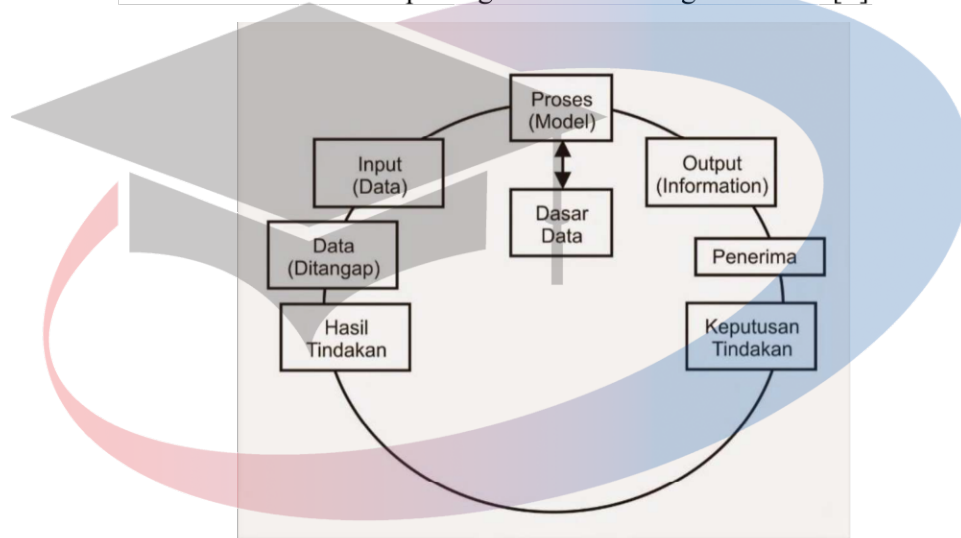 Proses
(Model)
Input
(Data)
Output
(Information)
Dasar
Data
Data
(Ditangap)
Penerima
Hasil
Tindakan
Keputusan
Tindakan